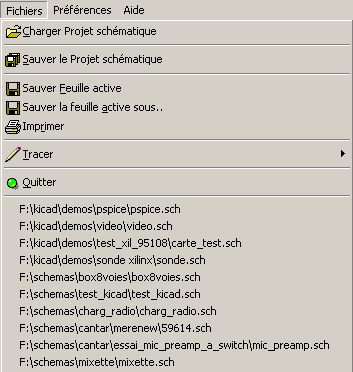 Fichiers Préférences Aide
Charger Projet schématique
Sauver le Projet schématique
Sauver Feuille active
Sauver la feuille active sous..
Imprimer
Tracer
Quitter
F:\kicad\demos\pspice\pspice.sch
F:\kicad\demos\video\video.sch
F:\kicad\demos\test_xil_95108\carte_test.sch
F:\kicad\demos\sonde xilinx\sonde.sch
F:\schemas\box8voies\box8voies.sch
F:\schemas\test_kicad\test_kicad.sch
F:\schemas\charg_radio\charg_radio.sch
F:\schemas\cantar\merenew\59614.sch
F:\schemas\cantar\essai_mic_preamp_a_switch\mic_preamp.sch
F:\schemas\mixette\mixette.sch